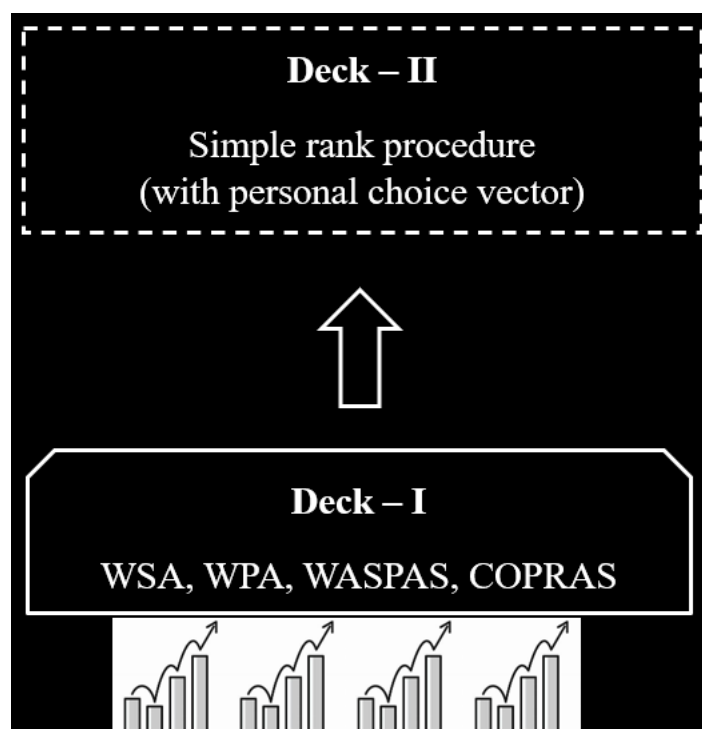 Deck – II
Simple rank procedure
(with personal choice vector)
Deck – I
WSA, WPA, WASPAS, COPRAS